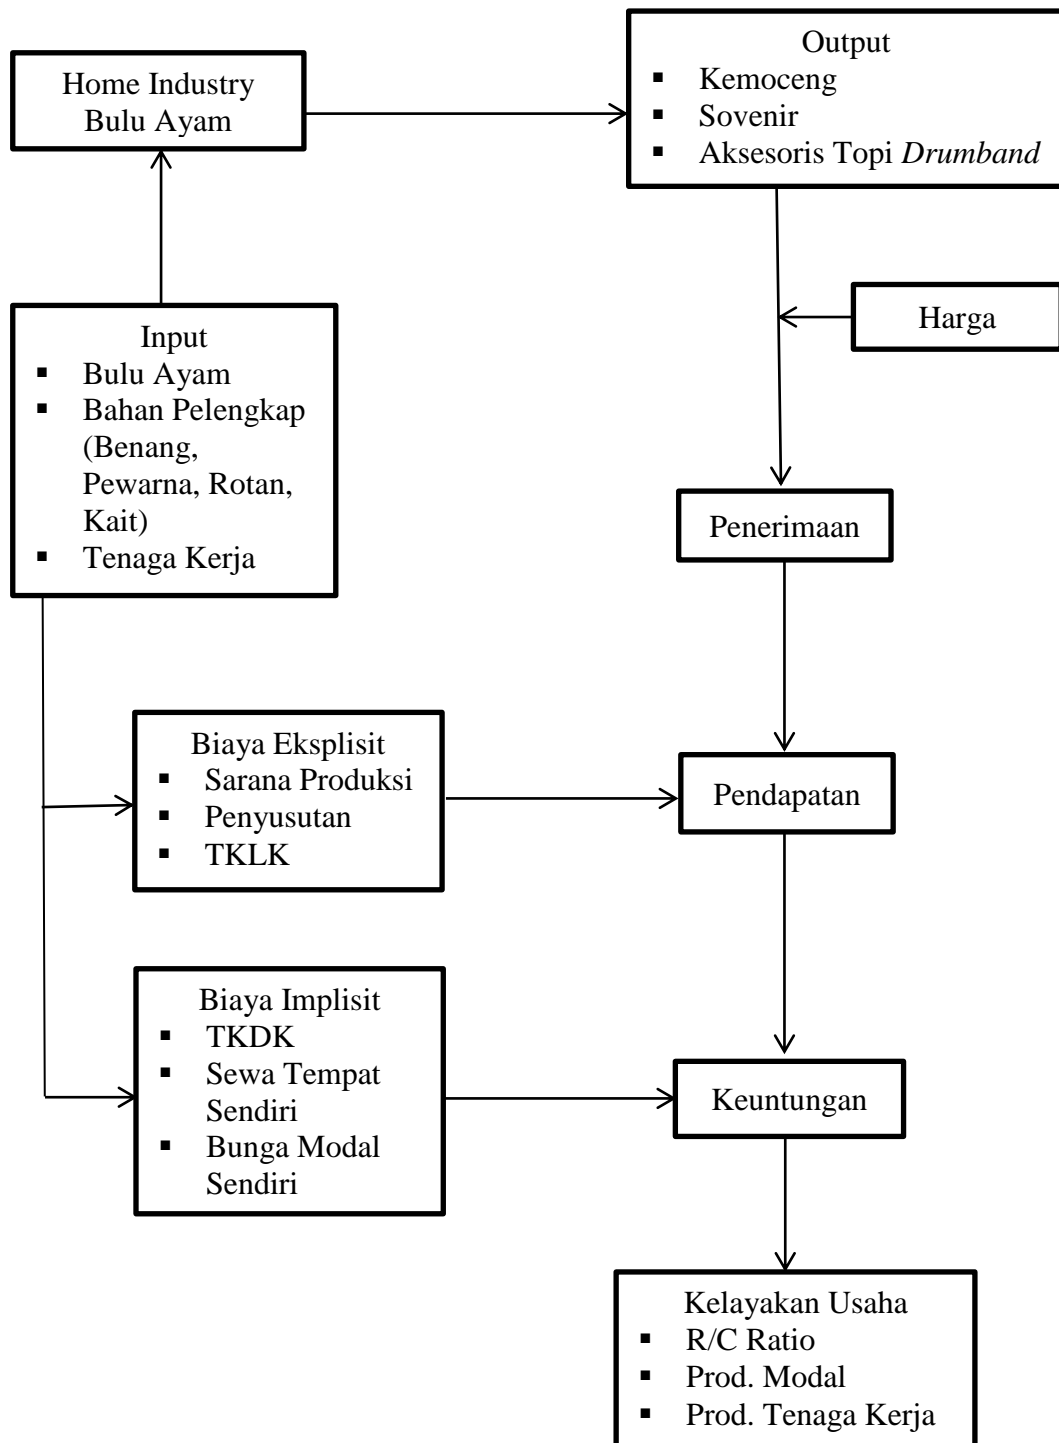 Home Industry
Bulu Ayam
Output
▪ Kemoceng
▪ Sovenir
▪ Aksesoris Topi Drumband
Harga
Input
▪ Bulu Ayam
▪ Bahan Pelengkap
(Benang,
Pewarna, Rotan,
Kait)
▪ Tenaga Kerja
Penerimaan
Biaya Eksplisit
▪ Sarana Produksi
▪ Penyusutan
▪ TKLK
Pendapatan
Biaya Implisit
▪ TKDK
▪ Sewa Tempat
Sendiri
▪ Bunga Modal
Sendiri
Keuntungan
Kelayakan Usaha
▪ R/C Ratio
▪ Prod. Modal
▪ Prod. Tenaga Kerja